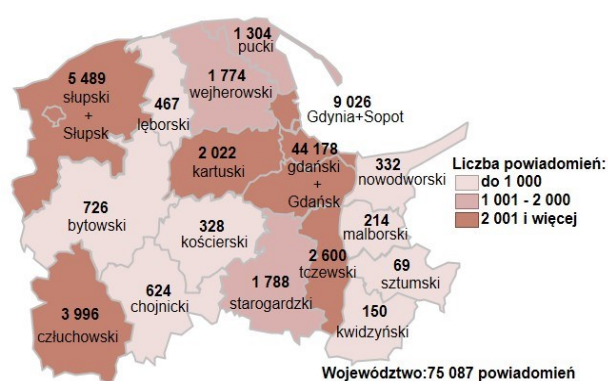 1 304
pucki
5 489
słupski
+
Słupsk
467
lęborski
1 774
wejherowski
9 026
Gdynia+Sopot
2 022
kartuski
44 178
gdański
+
Gdańsk
332
nowodworski
Liczba powiadomień:
do 1 000
1 001 - 2 000
2 001 i więcej
726
bytowski
328
kościerski
214
malborski
2 600
tczewski
69
sztumski
3 996
człuchowski
624
chojnicki
1 788
starogardzki
150
kwidzyński
Województwo:75 087 powiadomień